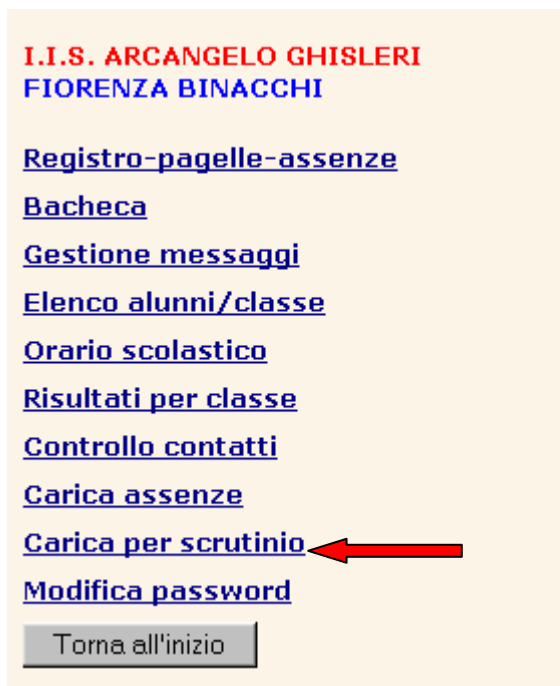 I.I.S. ARCANGELO GHISLERI
FIORENZA BINACCHI
Registro-pagelle-assenze
Bacheca
Gestione messaggi
Elenco alunni/classe
Orario scolastico
Risultati per classe
Controllo contatti
Carica assenze
Carica per scrutinio
Modifica password
Torna all'inizio